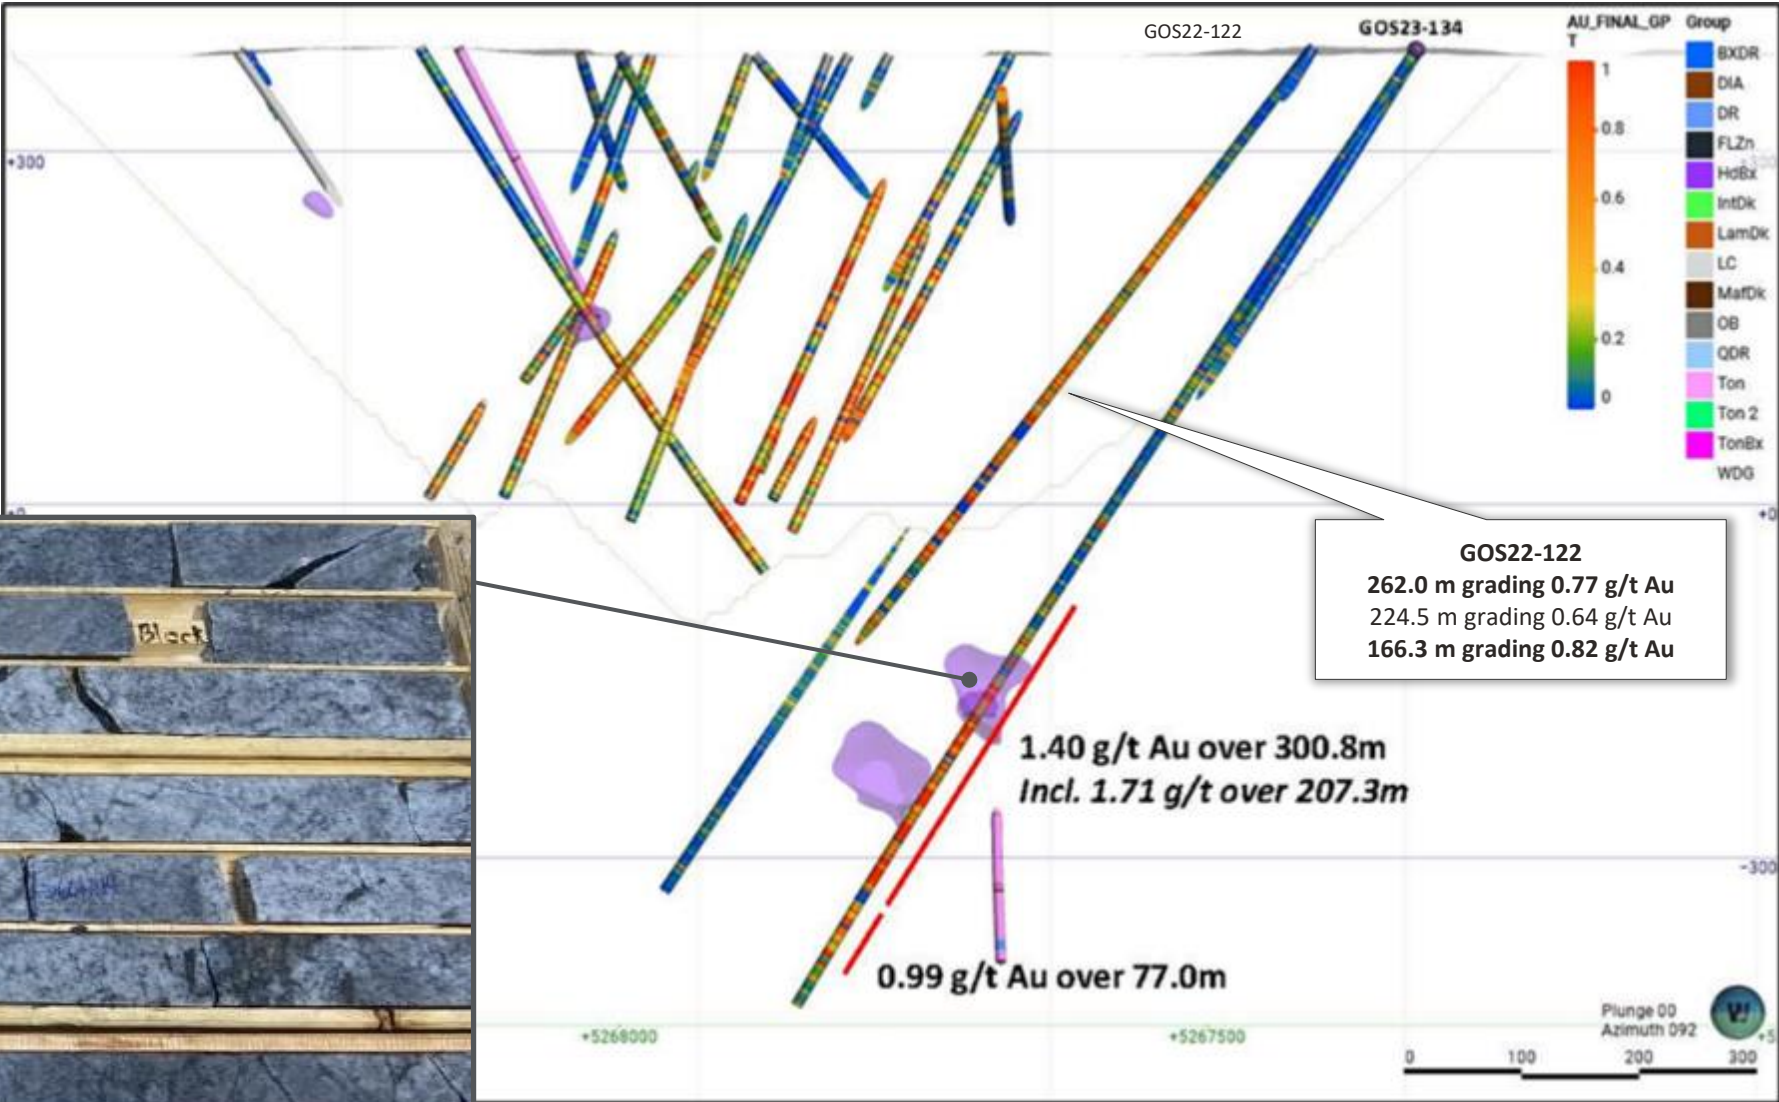 GOS22-122
GOS23-134
AU_FINAL_GP
T
1
0.8
0.6
0.4
0.2
0
Group
BXDR
DIA
DR
FLZn
HdBx
IntDk
LamDk
LC
MafDk
OB
QDR
Ton
Ton 2
TonBx
WDG
+300
+300
+0
+0
Block
GOS22-122
262.0 m grading 0.77 g/t Au
224.5 m grading 0.64 g/t Au
166.3 m grading 0.82 g/t Au
1.40 g/t Au over 300.8m
Incl. 1.71 g/t over 207.3m
-300
0.99 g/t Au over 77.0m
+5268000
+5267500
+5
Plunge 00
Azimuth 092
0
100
200
300